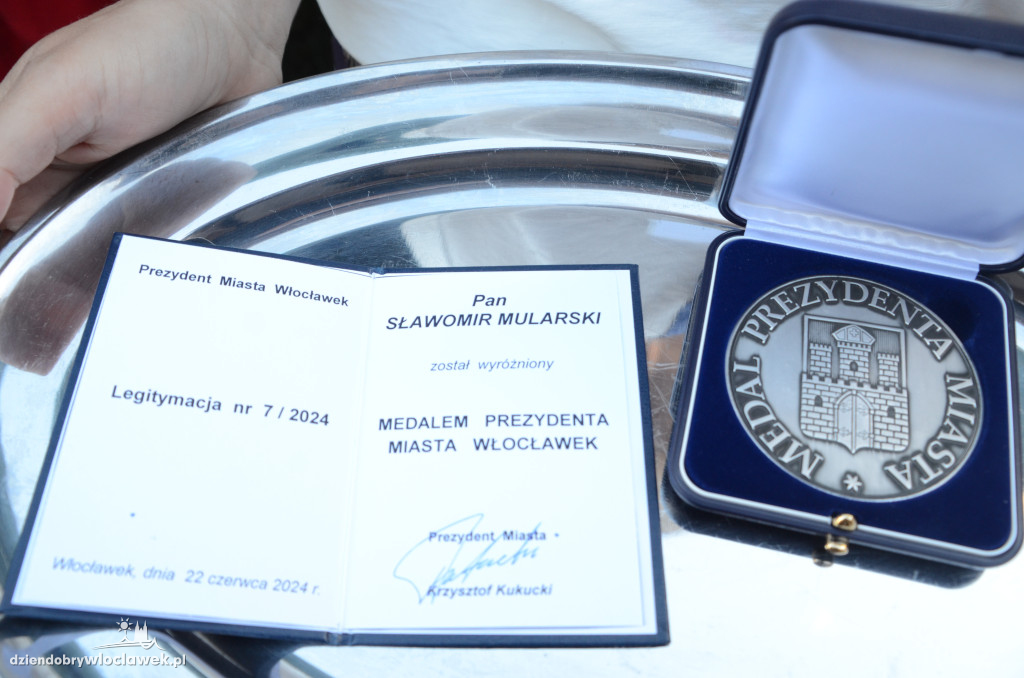 Prezydent Miasta Włocławek
Legitymacja nr 7 / 2024
Włocławek, dnia 22 czerwca 2024 r.
Pan
SŁAWOMIR MULARSKI
został wyróżniony
MEDALEM PREZYDENTA
MIASTA WŁOCŁAWEK
Prezydent Miasta
Krzysztof Kukucki
MEDAL PREZYDENTA MIASTA
dziendobrywloclawek.pl